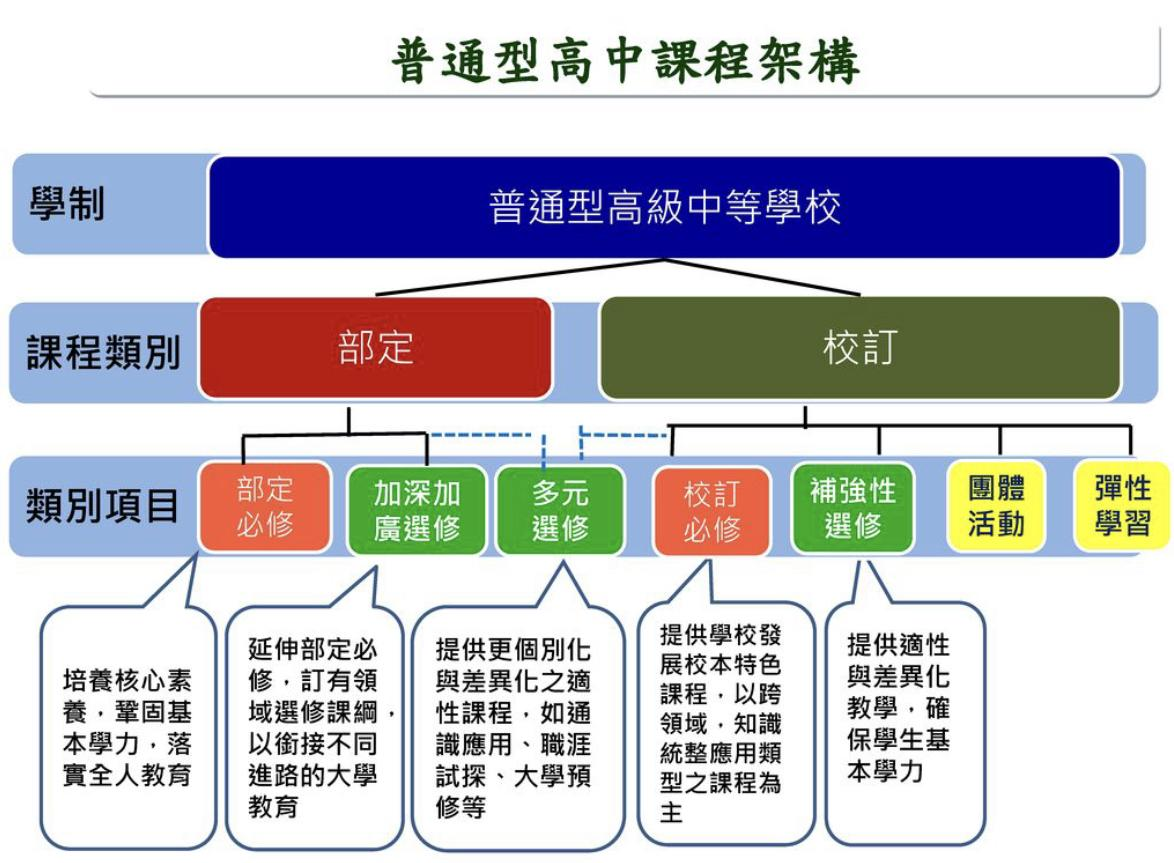 普通型高中課程架構
學制
普通型高級中等學校
課程類別
部定
校訂
類別項目
部定
必修
加深加
廣選修
多元
選修
校訂
必修
補強性
選修
團體
活動
彈性
學習
培養核心素
養，鞏固基
本學力，落
實全人教育
延伸部定必
修，訂有領
域選修課綱，
以銜接不同
進路的大學
教育
提供更個別化
與差異化之適
性課程，如通
識應用、職涯
試探、大學預
修等
提供學校發
展校本特色
課程，以跨
領域，知識
統整應用類
型之課程為
主
提供適性
與差異化
教學，確
保學生基
本學力